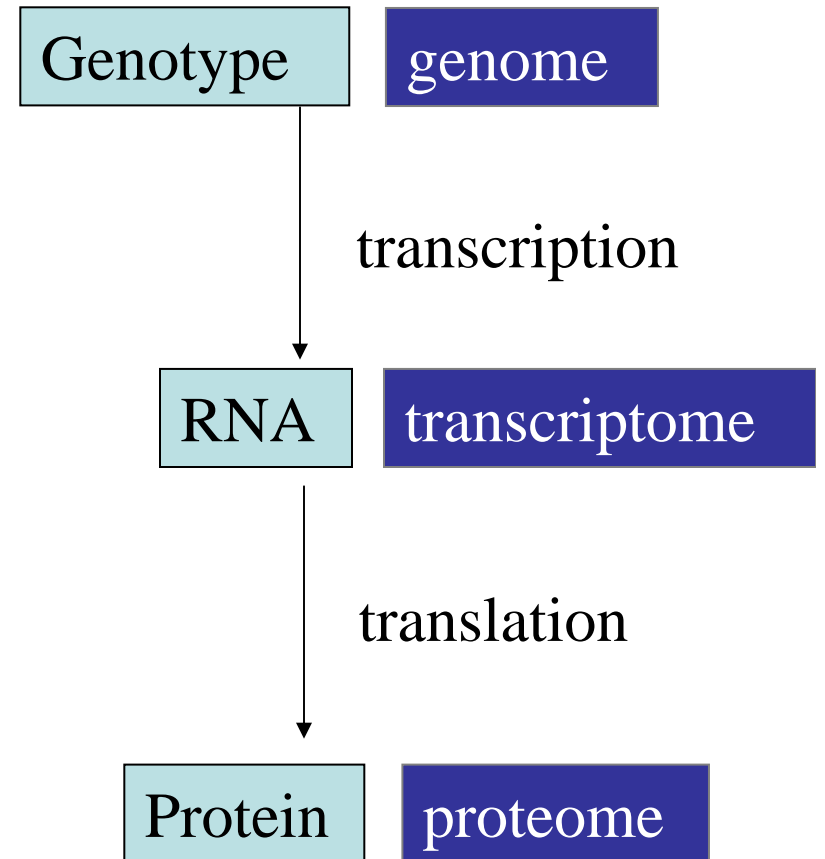 Genotype genome
transcription
RNA transcriptome
translation
Protein proteome